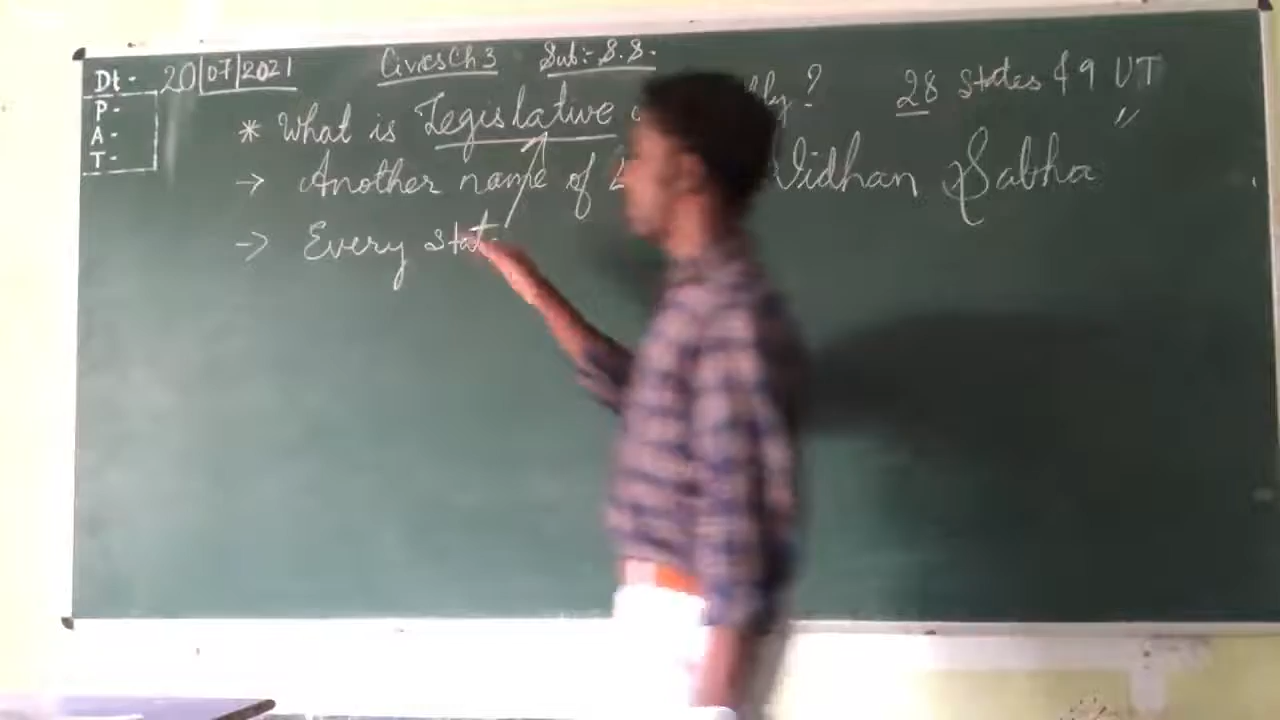 Dt - 20/07/2021 Civics Ch 3 Sub:- S.S.
P -
A -
T -
28 States & 9 UT
* What is Legislative ?
"
→ Another name of Vidhan Sabha
→ Every stat